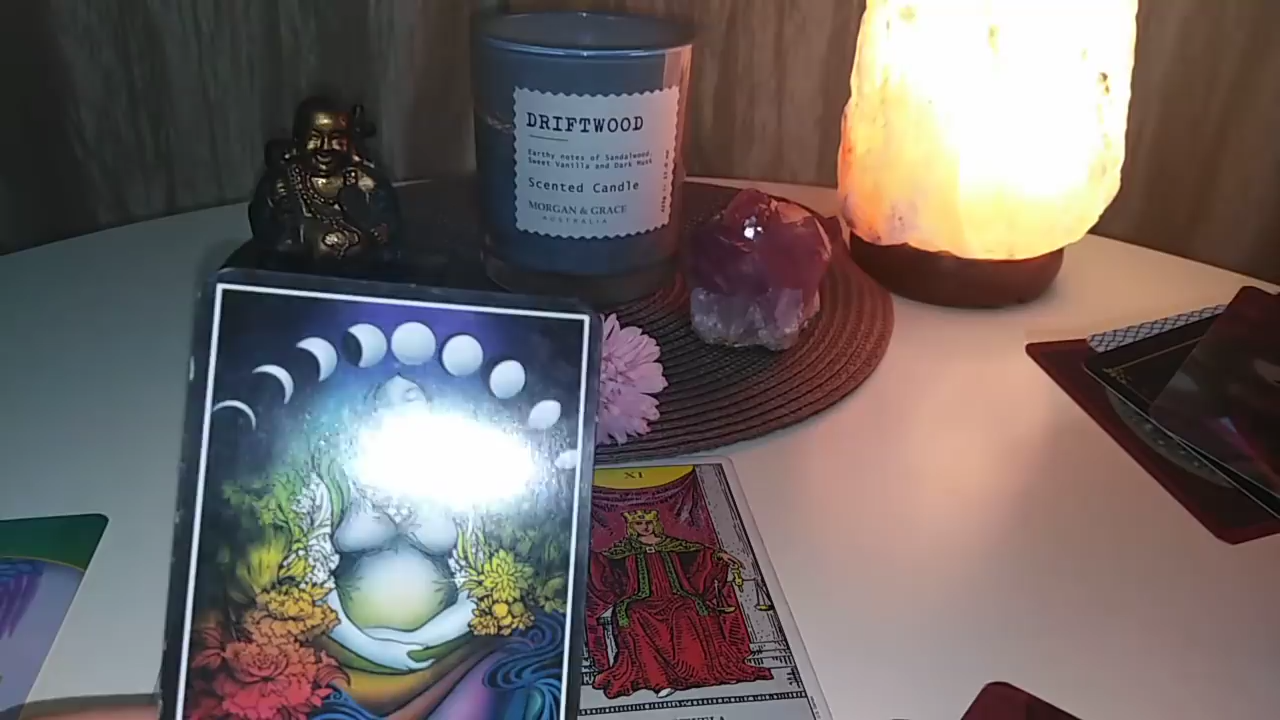 DRIFTWOOD
Earthy notes of Sandalwood,
Sweet Vanilla and Dark Musk
Scented Candle
MORGAN & GRACE
AUSTRALIA
XI